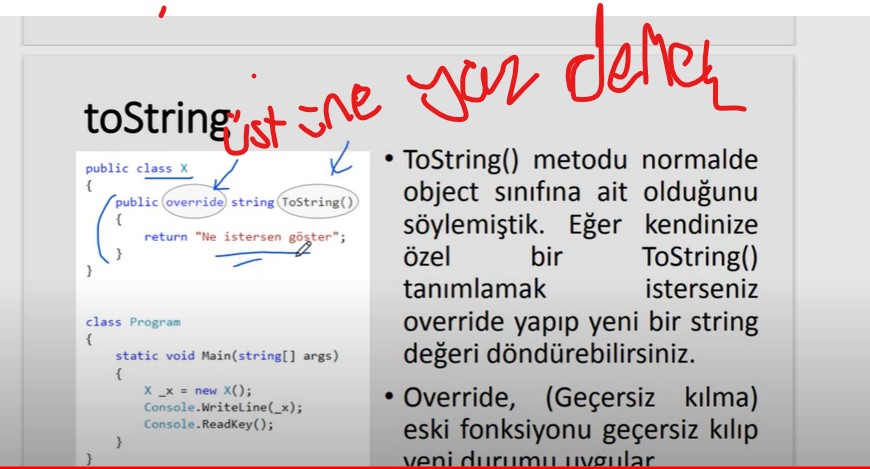 üstüne yaz demek
toString
public class X
{
public override string ToString()
{
return "Ne istersen göster";
}
}
class Program
{
static void Main(string[] args)
{
X _x = new X();
Console.WriteLine(_x);
Console.ReadKey();
}
}
• ToString() metodu normalde
object sınıfına ait olduğunu
söylemiştik. Eğer kendinize
özel bir ToString()
tanımlamak isterseniz
override yapıp yeni bir string
değeri döndürebilirsiniz.
• Override, (Geçersiz kılma)
eski fonksiyonu geçersiz kılıp
yeni durumu uygular